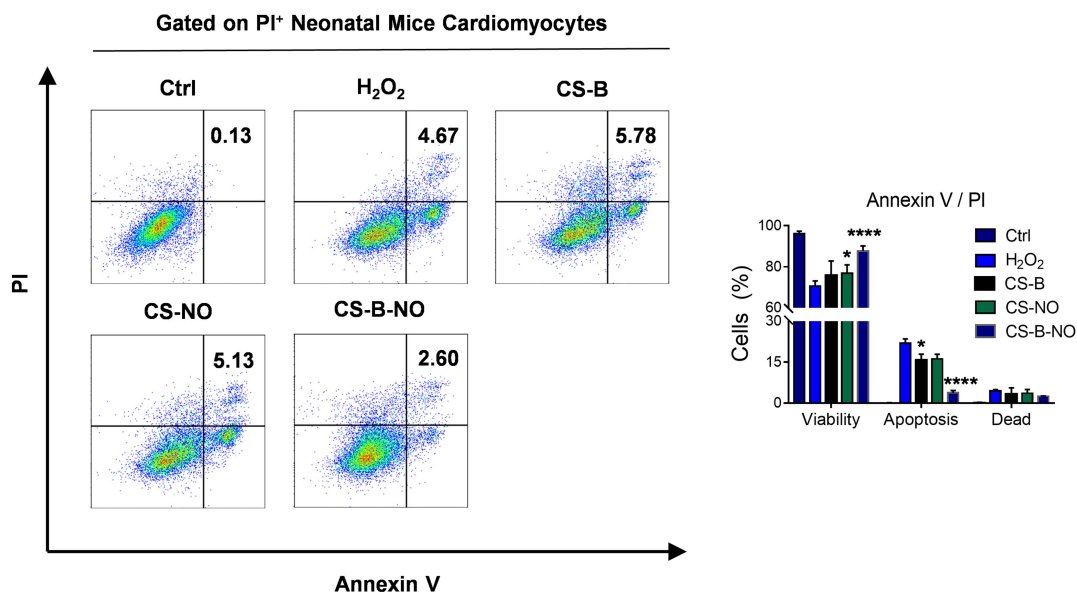 Gated on PI⁺ Neonatal Mice Cardiomyocytes
Ctrl
H₂O₂
CS-B
0.13
4.67
5.78
PI
CS-NO
CS-B-NO
5.13
2.60
Annexin V
Annexin V / PI
Cells (%)
100
80
60
30
15
0
****
*
*
****
Ctrl
H₂O₂
CS-B
CS-NO
CS-B-NO
Viability
Apoptosis
Dead